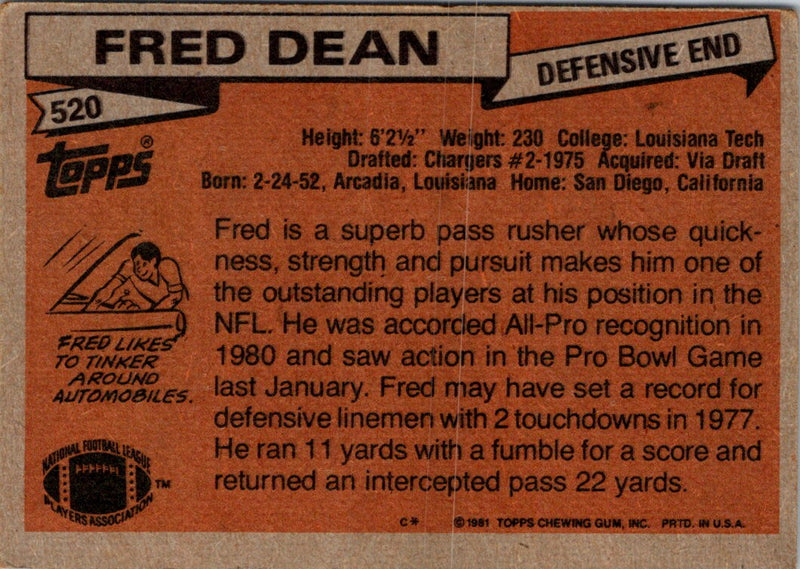 FRED DEAN
DEFENSIVE END
520
Topps®
Height: 6'2½" Weight: 230 College: Louisiana Tech
Drafted: Chargers #2-1975 Acquired: Via Draft
Born: 2-24-52, Arcadia, Louisiana Home: San Diego, California
Fred is a superb pass rusher whose quick-
ness, strength and pursuit makes him one of
the outstanding players at his position in the
NFL. He was accorded All-Pro recognition in
1980 and saw action in the Pro Bowl Game
last January. Fred may have set a record for
defensive linemen with 2 touchdowns in 1977.
He ran 11 yards with a fumble for a score and
returned an intercepted pass 22 yards.
FRED LIKES
TO TINKER
AROUND
AUTOMOBILES.
NATIONAL FOOTBALL LEAGUE
PLAYERS ASSOCIATION
TM
C* ©1981 TOPPS CHEWING GUM, INC. PRTD. IN U.S.A.